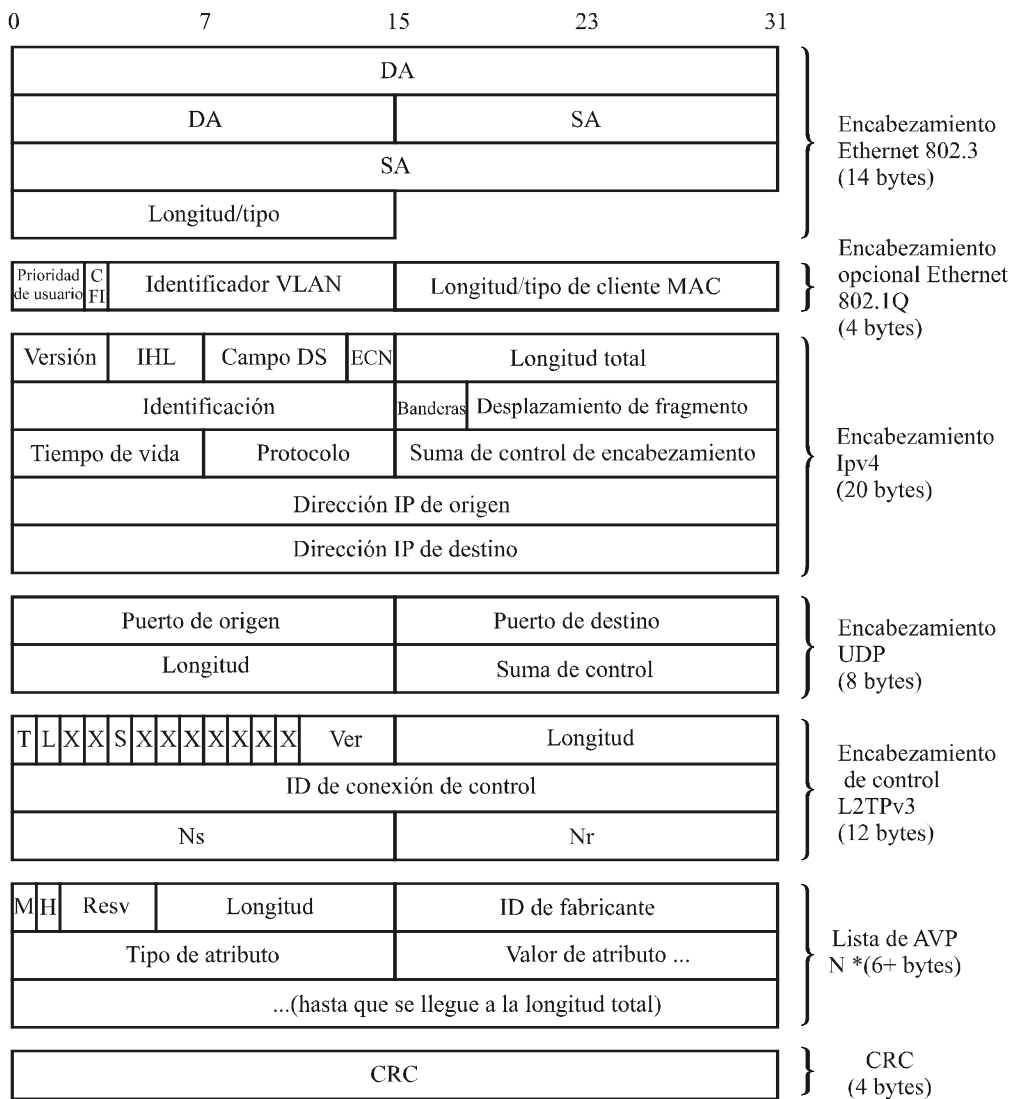 0 7 15 23 31
DA
DA SA
SA
Longitud/tipo
Encabezamiento
Ethernet 802.3
(14 bytes)
Prioridad
de usuario
C
FI
Identificador VLAN
Longitud/tipo de cliente MAC
Encabezamiento
opcional Ethernet
802.1Q
(4 bytes)
Versión IHL Campo DS ECN Longitud total
Identificación Banderas Desplazamiento de fragmento
Tiempo de vida Protocolo Suma de control de encabezamiento
Dirección IP de origen
Dirección IP de destino
Encabezamiento
Ipv4
(20 bytes)
Puerto de origen Puerto de destino
Longitud Suma de control
Encabezamiento
UDP
(8 bytes)
T L X X S X X X X X X X Ver Longitud
ID de conexión de control
Ns Nr
Encabezamiento
de control
L2TPv3
(12 bytes)
M H Resv Longitud ID de fabricante
Tipo de atributo Valor de atributo ...
...(hasta que se llegue a la longitud total)
Lista de AVP
N *(6+ bytes)
CRC
CRC
(4 bytes)